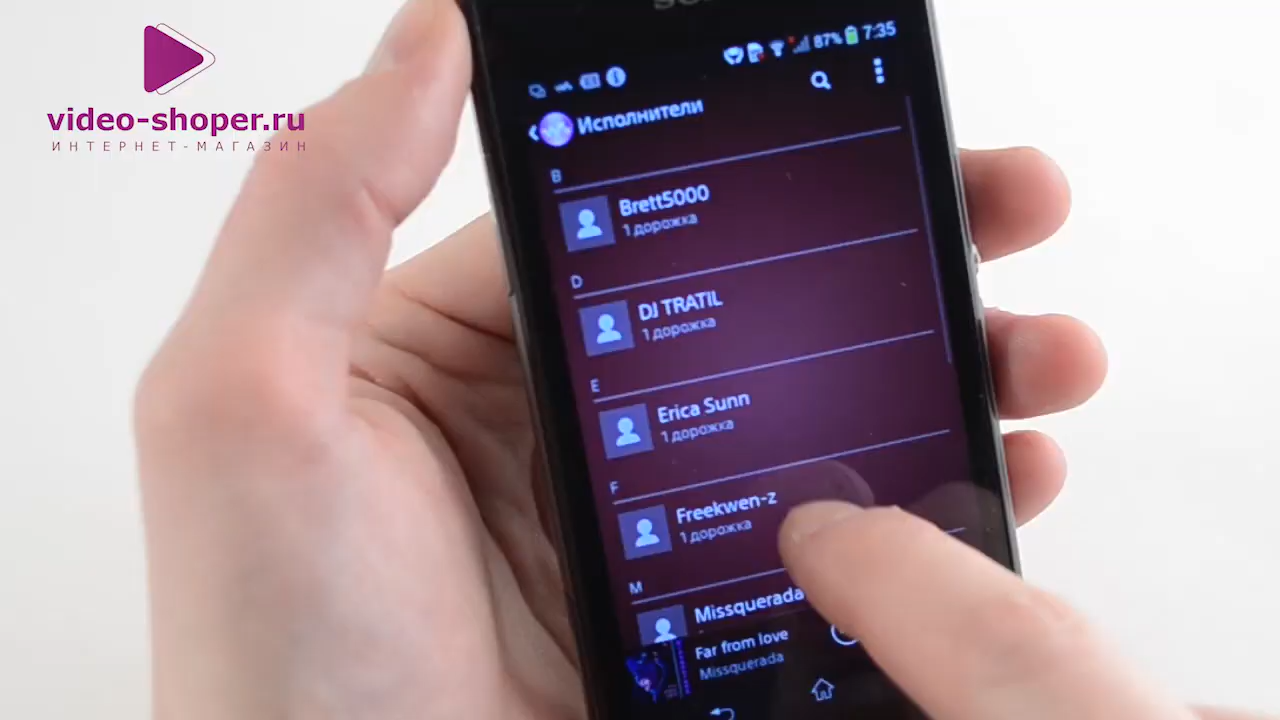 video-shoper.ru
ИНТЕРНЕТ-МАГАЗИН
87% 7:35
Исполнители
B
Brett5000
1 дорожка
D
DJ TRATIL
1 дорожка
E
Erica Sunn
1 дорожка
F
Freekwen-z
1 дорожка
M
Missquerada
Far from love
Missquerada